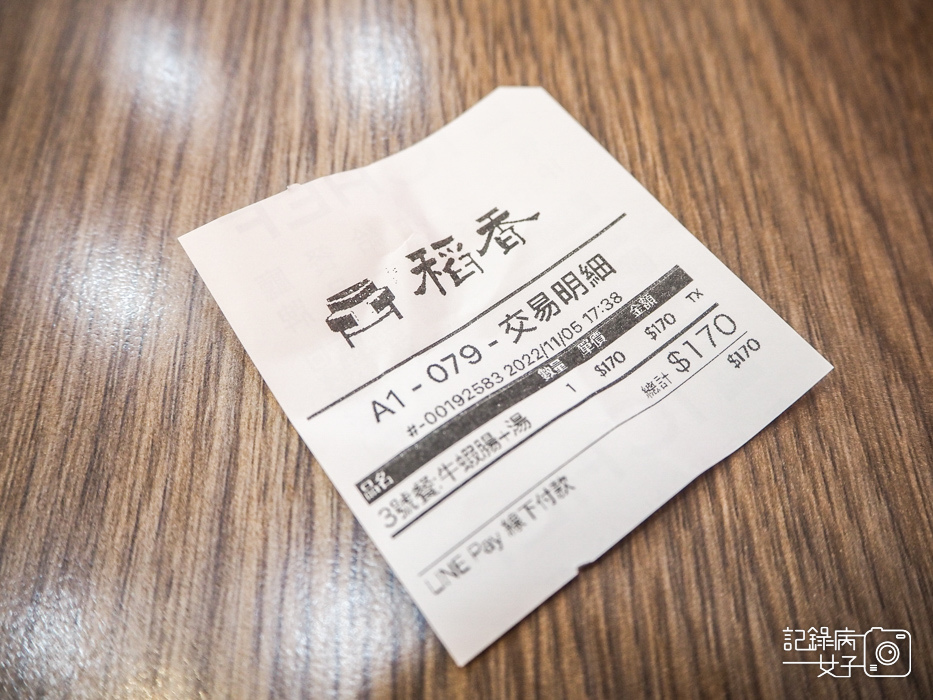 稻香
A1 - 079 - 交易明細
#-00192583 2022/11/05 17:38
品名 數量 單價 金額
3號餐:牛蝦腸+湯 1 $170 $170 TX
總計 $170
LINE Pay 線下付款 $170
記錄病
女子